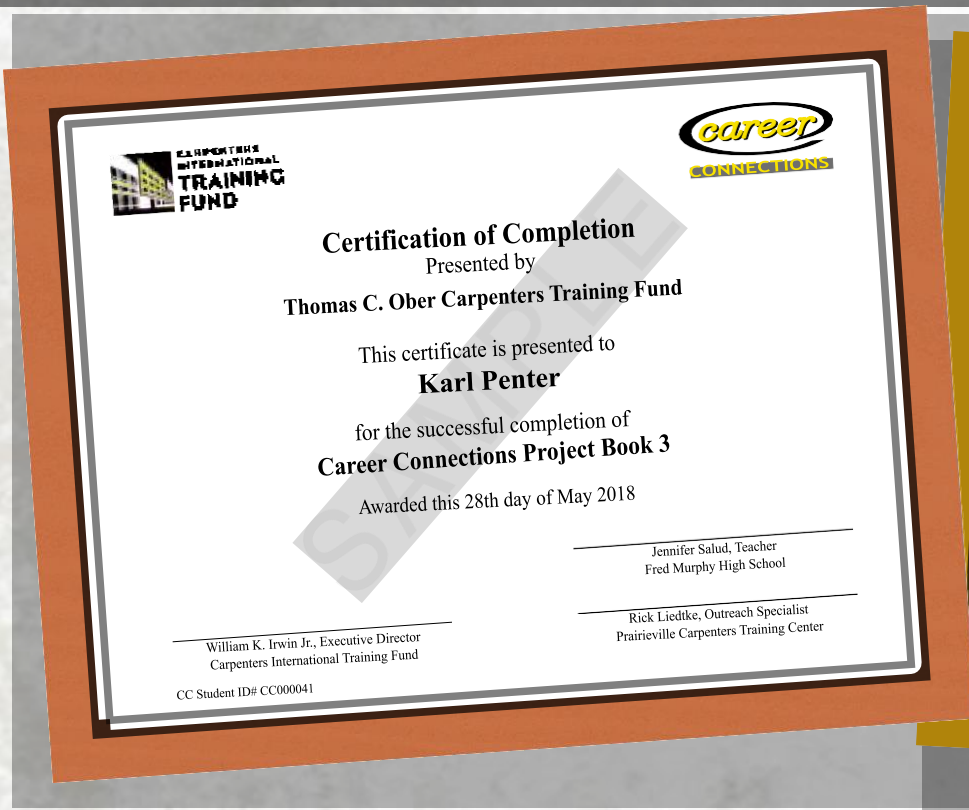 CARPENTERS
INTERNATIONAL
TRAINING
FUND
career
CONNECTIONS
Certification of Completion
Presented by
Thomas C. Ober Carpenters Training Fund
This certificate is presented to
Karl Penter
for the successful completion of
Career Connections Project Book 3
Awarded this 28th day of May 2018
SAMPLE
Jennifer Salud, Teacher
Fred Murphy High School
William K. Irwin Jr., Executive Director
Carpenters International Training Fund
Rick Liedtke, Outreach Specialist
Prairieville Carpenters Training Center
CC Student ID# CC000041